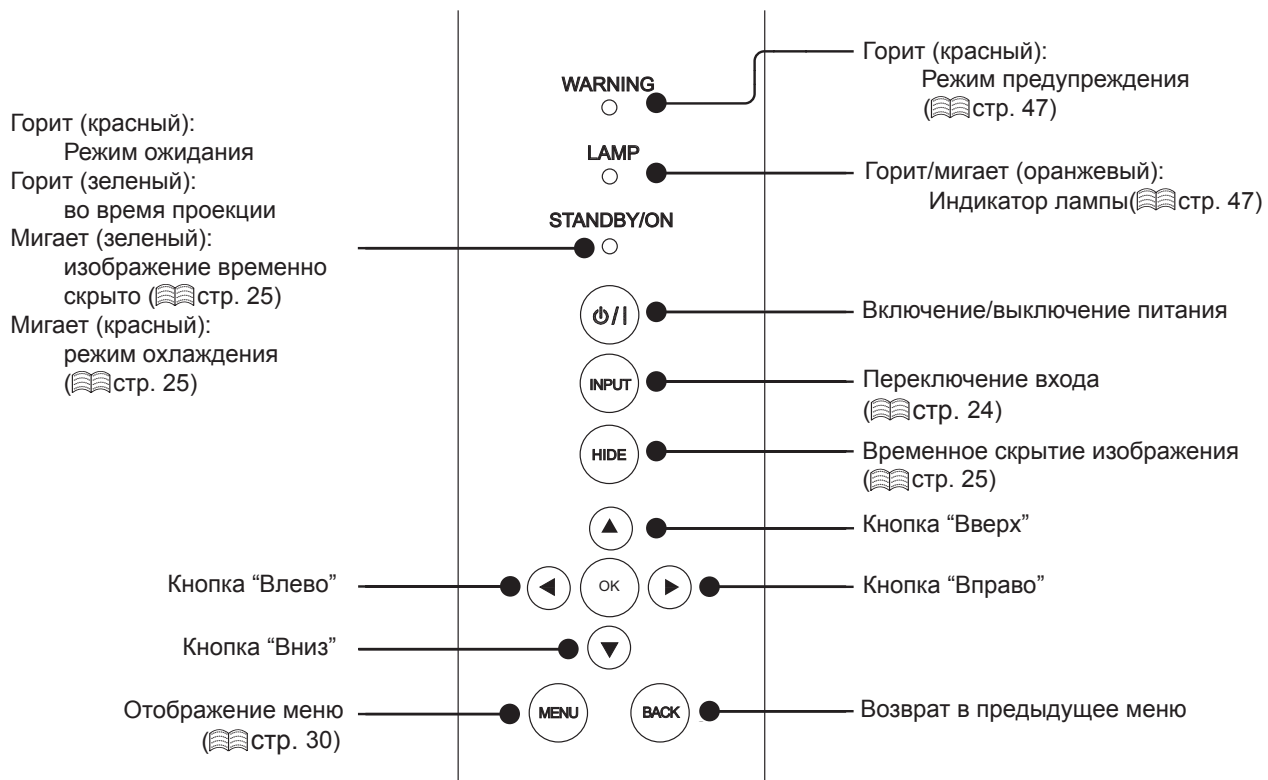 Горит (красный):
Режим ожидания
Горит (зеленый):
во время проекции
Мигает (зеленый):
изображение временно
скрыто (стр. 25)
Мигает (красный):
режим охлаждения
(стр. 25)
WARNING
LAMP
STANDBY/ON
INPUT
HIDE
OK
MENU
BACK
Горит (красный):
Режим предупреждения
(стр. 47)
Горит/мигает (оранжевый):
Индикатор лампы(стр. 47)
Включение/выключение питания
Переключение входа
(стр. 24)
Временное скрытие изображения
(стр. 25)
Кнопка “Вверх”
Кнопка “Влево”
Кнопка “Вправо”
Кнопка “Вниз”
Отображение меню
(стр. 30)
Возврат в предыдущее меню